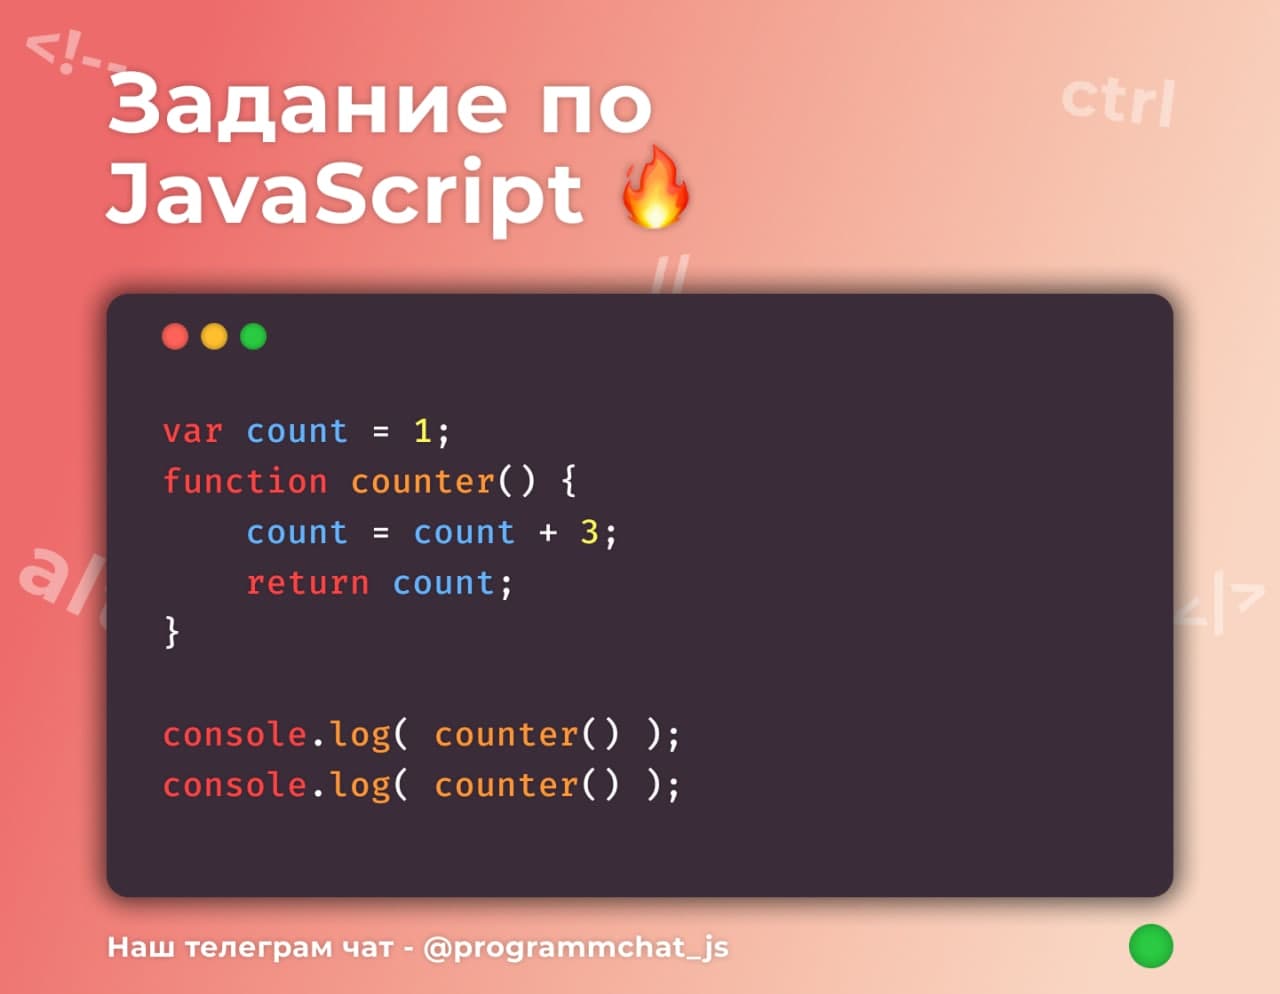 <!--
Задание по
JavaScript 🔥
ctrl
//
var count = 1;
function counter() {
    count = count + 3;
    return count;
}
console.log( counter() );
console.log( counter() );
Наш телеграм чат - @programmchat_js